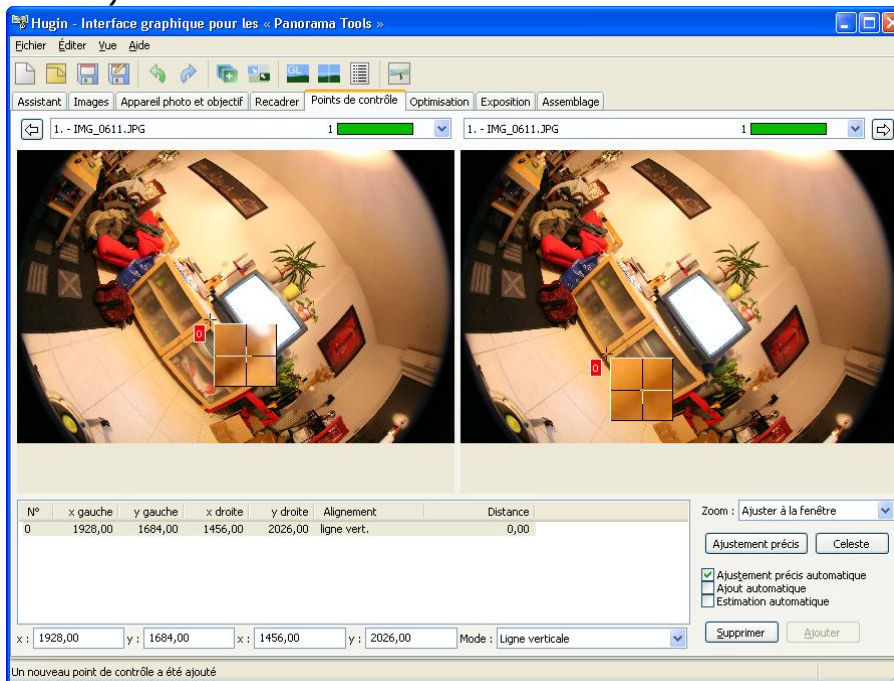 Hugin - Interface graphique pour les « Panorama Tools »
Fichier Éditer Vue Aide
GL
Assistant Images Appareil photo et objectif Recadrer Points de contrôle Optimisation Exposition Assemblage
1. - IMG_0611.JPG 1 1. - IMG_0611.JPG 1
0
0
N° x gauche y gauche x droite y droite Alignement Distance
0 1928,00 1684,00 1456,00 2026,00 ligne vert. 0,00
Zoom : Ajuster à la fenêtre
Ajustement précis Celeste
Ajustement précis automatique
Ajout automatique
Estimation automatique
x : 1928,00 y : 1684,00 x : 1456,00 y : 2026,00 Mode : Ligne verticale
Supprimer Ajouter
Un nouveau point de contrôle a été ajouté